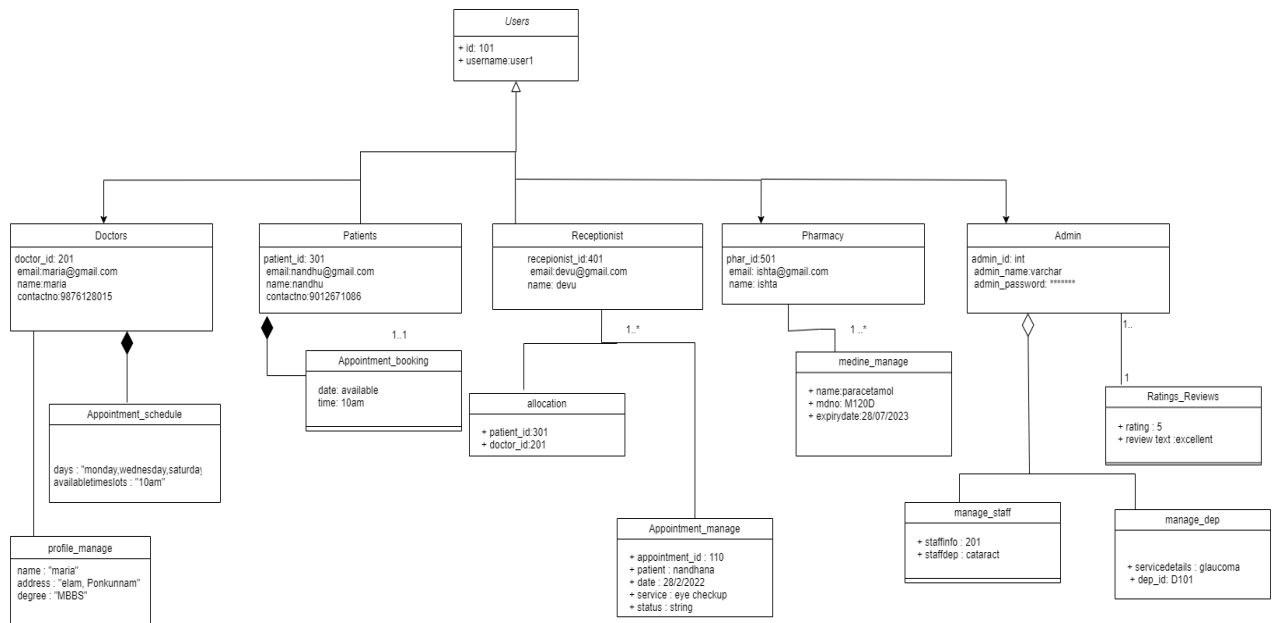 Users
+ id: 101
+ username:user1
Doctors
doctor_id: 201
email:maria@gmail.com
name:maria
contactno:9876128015
Patients
patient_id: 301
email:nandhu@gmail.com
name:nandhu
contactno:9012671086
Receptionist
recepionist_id:401
email:devu@gmail.com
name: devu
Pharmacy
phar_id:501
email: ishta@gmail.com
name: ishta
Admin
admin_id: int
admin_name:varchar
admin_password: *******
1..1
1..*
1..*
1..
1
Appointment_schedule
days : "monday,wednesday,saturday
availabletimeslots : "10am"
Appointment_booking
date: available
time: 10am
allocation
+ patient_id:301
+ doctor_id:201
medine_manage
+ name:paracetamol
+ mdno: M120D
+ expirydate:28/07/2023
Ratings_Reviews
+ rating : 5
+ review text :excellent
profile_manage
name : "maria"
address : "elam, Ponkunnam"
degree : "MBBS"
Appointment_manage
+ appointment_id : 110
+ patient : nandhana
+ date : 28/2/2022
+ service : eye checkup
+ status : string
manage_staff
+ staffinfo : 201
+ staffdep : cataract
manage_dep
+ servicedetails : glaucoma
+ dep_id: D101